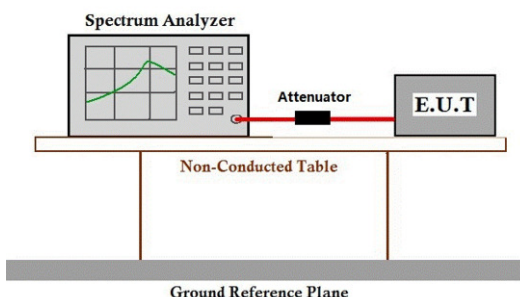 Spectrum Analyzer
Attenuator
E.U.T
Non-Conducted Table
Ground Reference Plane